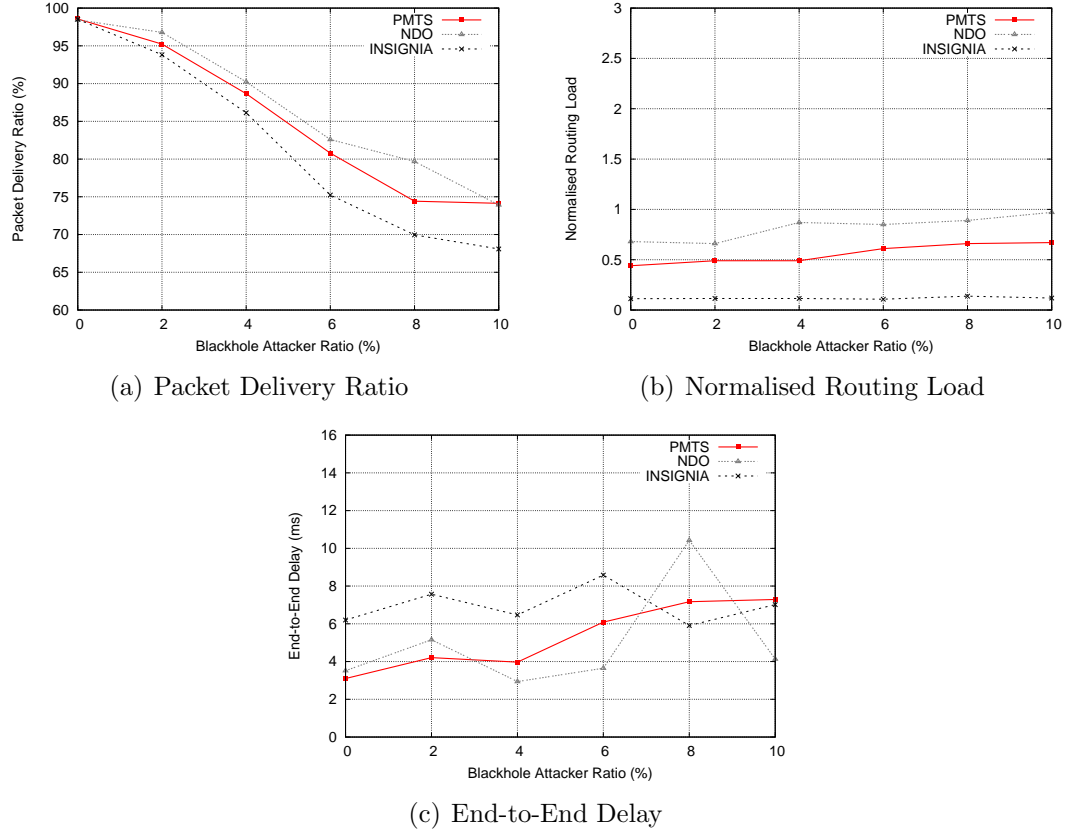 PMTS
NDO
INSIGNIA
100
95
90
85
80
75
70
65
60
Packet Delivery Ratio (%)
0 2 4 6 8 10
Blackhole Attacker Ratio (%)
(a) Packet Delivery Ratio
PMTS
NDO
INSIGNIA
3
2.5
2
1.5
1
0.5
0
Normalised Routing Load
0 2 4 6 8 10
Blackhole Attacker Ratio (%)
(b) Normalised Routing Load
PMTS
NDO
INSIGNIA
16
14
12
10
8
6
4
2
0
End-to-End Delay (ms)
0 2 4 6 8 10
Blackhole Attacker Ratio (%)
(c) End-to-End Delay